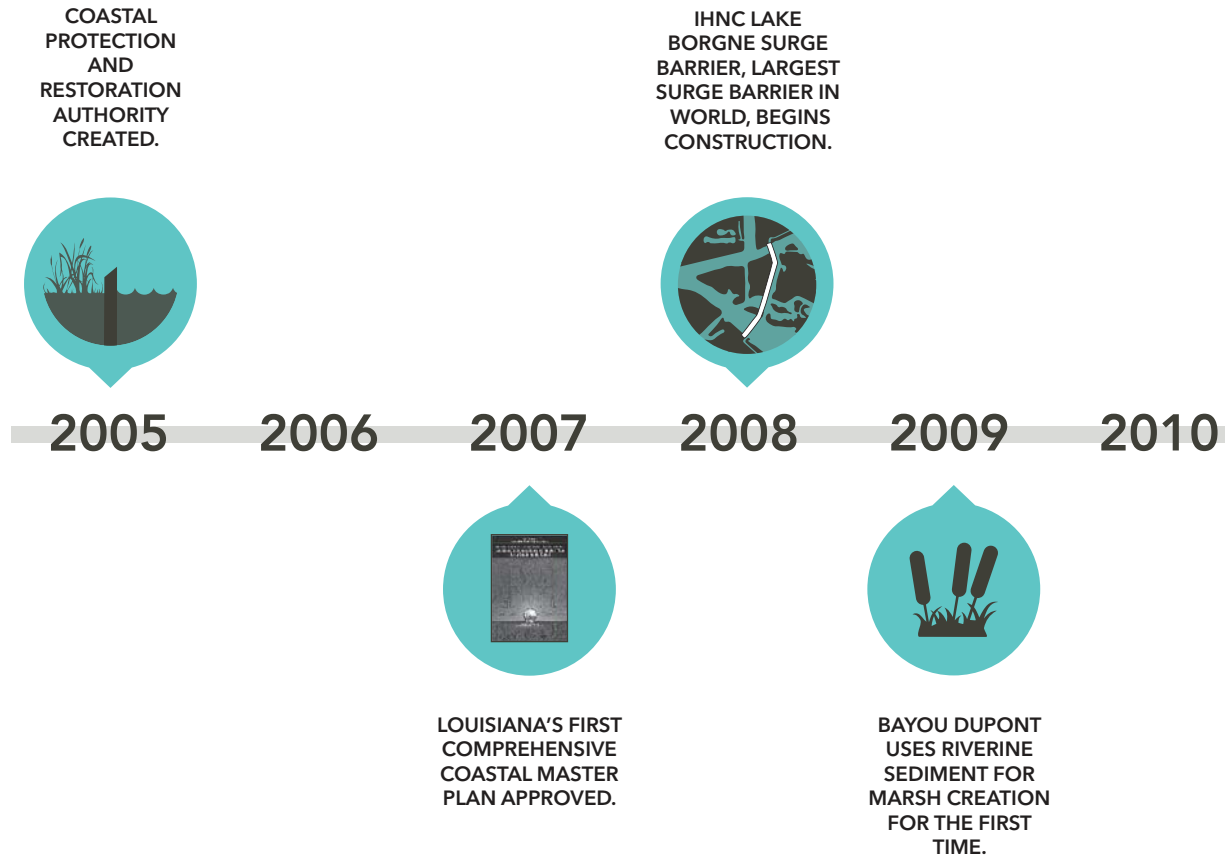 COASTAL
PROTECTION
AND
RESTORATION
AUTHORITY
CREATED.
IHNC LAKE
BORGNE SURGE
BARRIER, LARGEST
SURGE BARRIER IN
WORLD, BEGINS
CONSTRUCTION.
2005 2006 2007 2008 2009 2010
LOUISIANA’S FIRST
COMPREHENSIVE
COASTAL MASTER
PLAN APPROVED.
BAYOU DUPONT
USES RIVERINE
SEDIMENT FOR
MARSH CREATION
FOR THE FIRST
TIME.